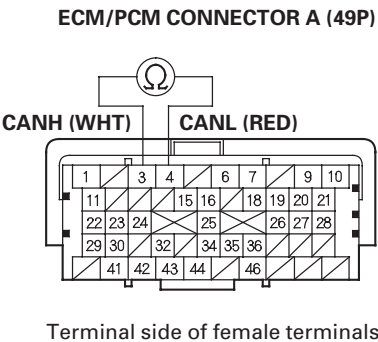 ECM/PCM CONNECTOR A (49P)
Ω
CANH (WHT) CANL (RED)
1 3 4 6 7 9 10
11 15 16 18 19 20 21
22 23 24 25 26 27 28
29 30 32 34 35 36
41 42 43 44 46
Terminal side of female terminals